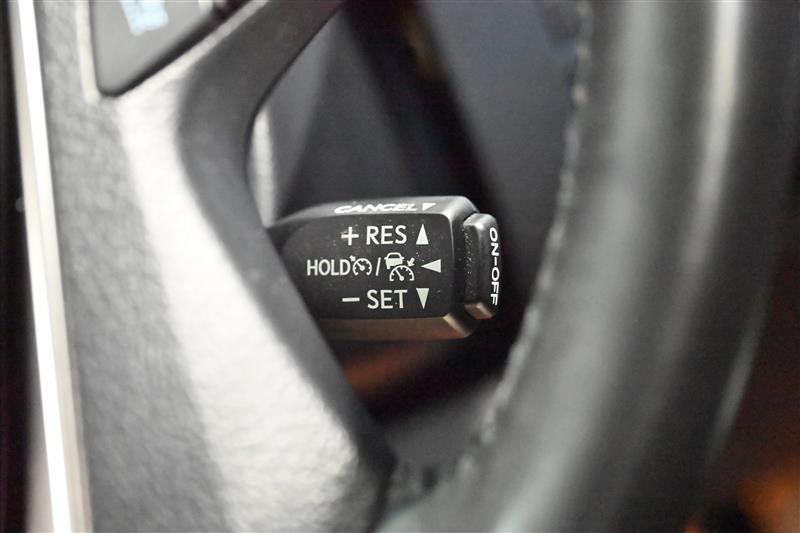 CANCEL▼
+ RES ▲
HOLD / ◀
− SET ▼
ON-OFF